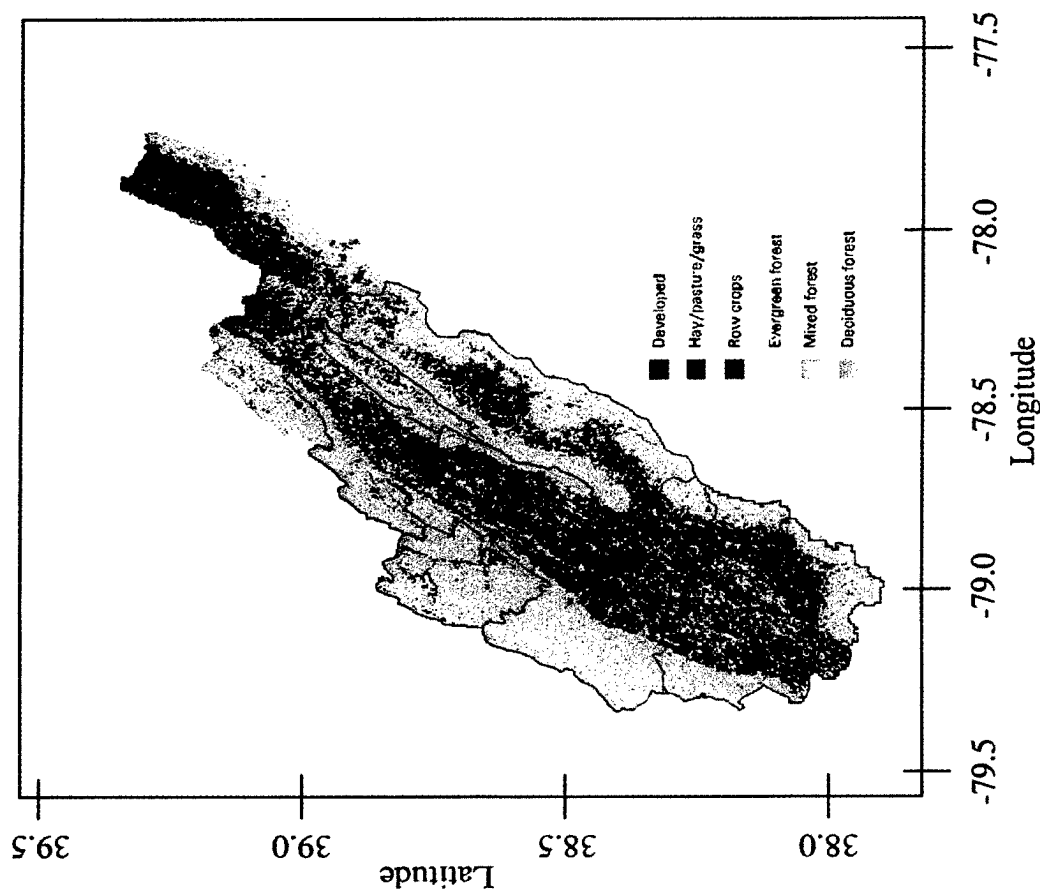 39.5
39.0
38.5
38.0
Latitude
-79.5
-79.0
-78.5
-78.0
-77.5
Longitude
Developed
Hay/pasture/grass
Row crops
Evergreen forest
Mixed forest
Deciduous forest